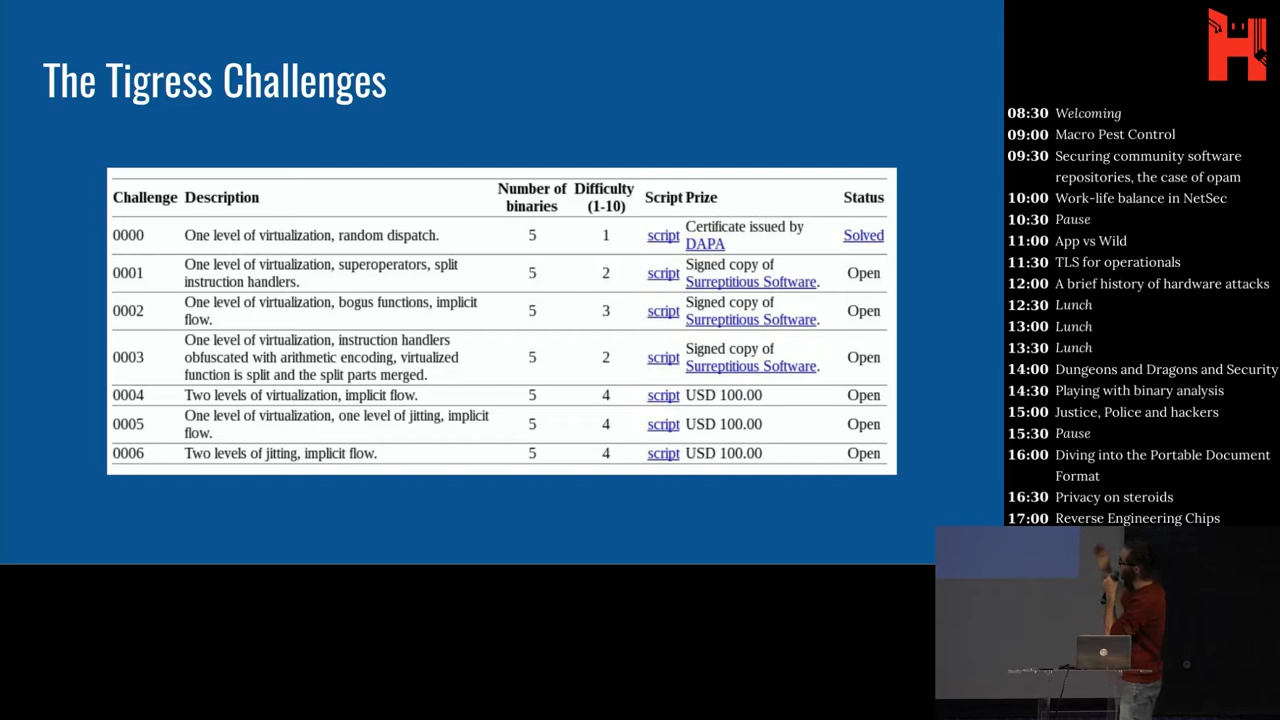 The Tigress Challenges
Challenge Description Number of binaries Difficulty (1-10) Script Prize Status
0000 One level of virtualization, random dispatch. 5 1 script Certificate issued by DAPA Solved
0001 One level of virtualization, superoperators, split instruction handlers. 5 2 script Signed copy of Surreptitious Software. Open
0002 One level of virtualization, bogus functions, implicit flow. 5 3 script Signed copy of Surreptitious Software. Open
0003 One level of virtualization, instruction handlers obfuscated with arithmetic encoding, virtualized function is split and the split parts merged. 5 2 script Signed copy of Surreptitious Software. Open
0004 Two levels of virtualization, implicit flow. 5 4 script USD 100.00 Open
0005 One level of virtualization, one level of jitting, implicit flow. 5 4 script USD 100.00 Open
0006 Two levels of jitting, implicit flow. 5 4 script USD 100.00 Open
08:30 Welcoming
09:00 Macro Pest Control
09:30 Securing community software
repositories, the case of opam
10:00 Work-life balance in NetSec
10:30 Pause
11:00 App vs Wild
11:30 TLS for operationals
12:00 A brief history of hardware attacks
12:30 Lunch
13:00 Lunch
13:30 Lunch
14:00 Dungeons and Dragons and Security
14:30 Playing with binary analysis
15:00 Justice, Police and hackers
15:30 Pause
16:00 Diving into the Portable Document
Format
16:30 Privacy on steroids
17:00 Reverse Engineering Chips